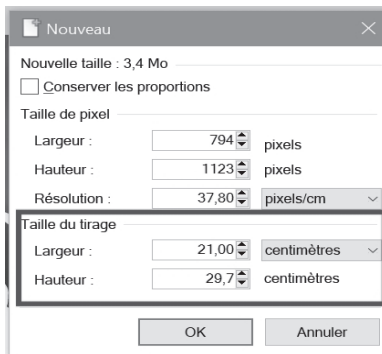 Nouveau
Nouvelle taille : 3,4 Mo
Conserver les proportions
Taille de pixel
Largeur : 794 pixels
Hauteur : 1123 pixels
Résolution : 37,80 pixels/cm
Taille du tirage
Largeur : 21,00 centimètres
Hauteur : 29,7 centimètres
OK Annuler